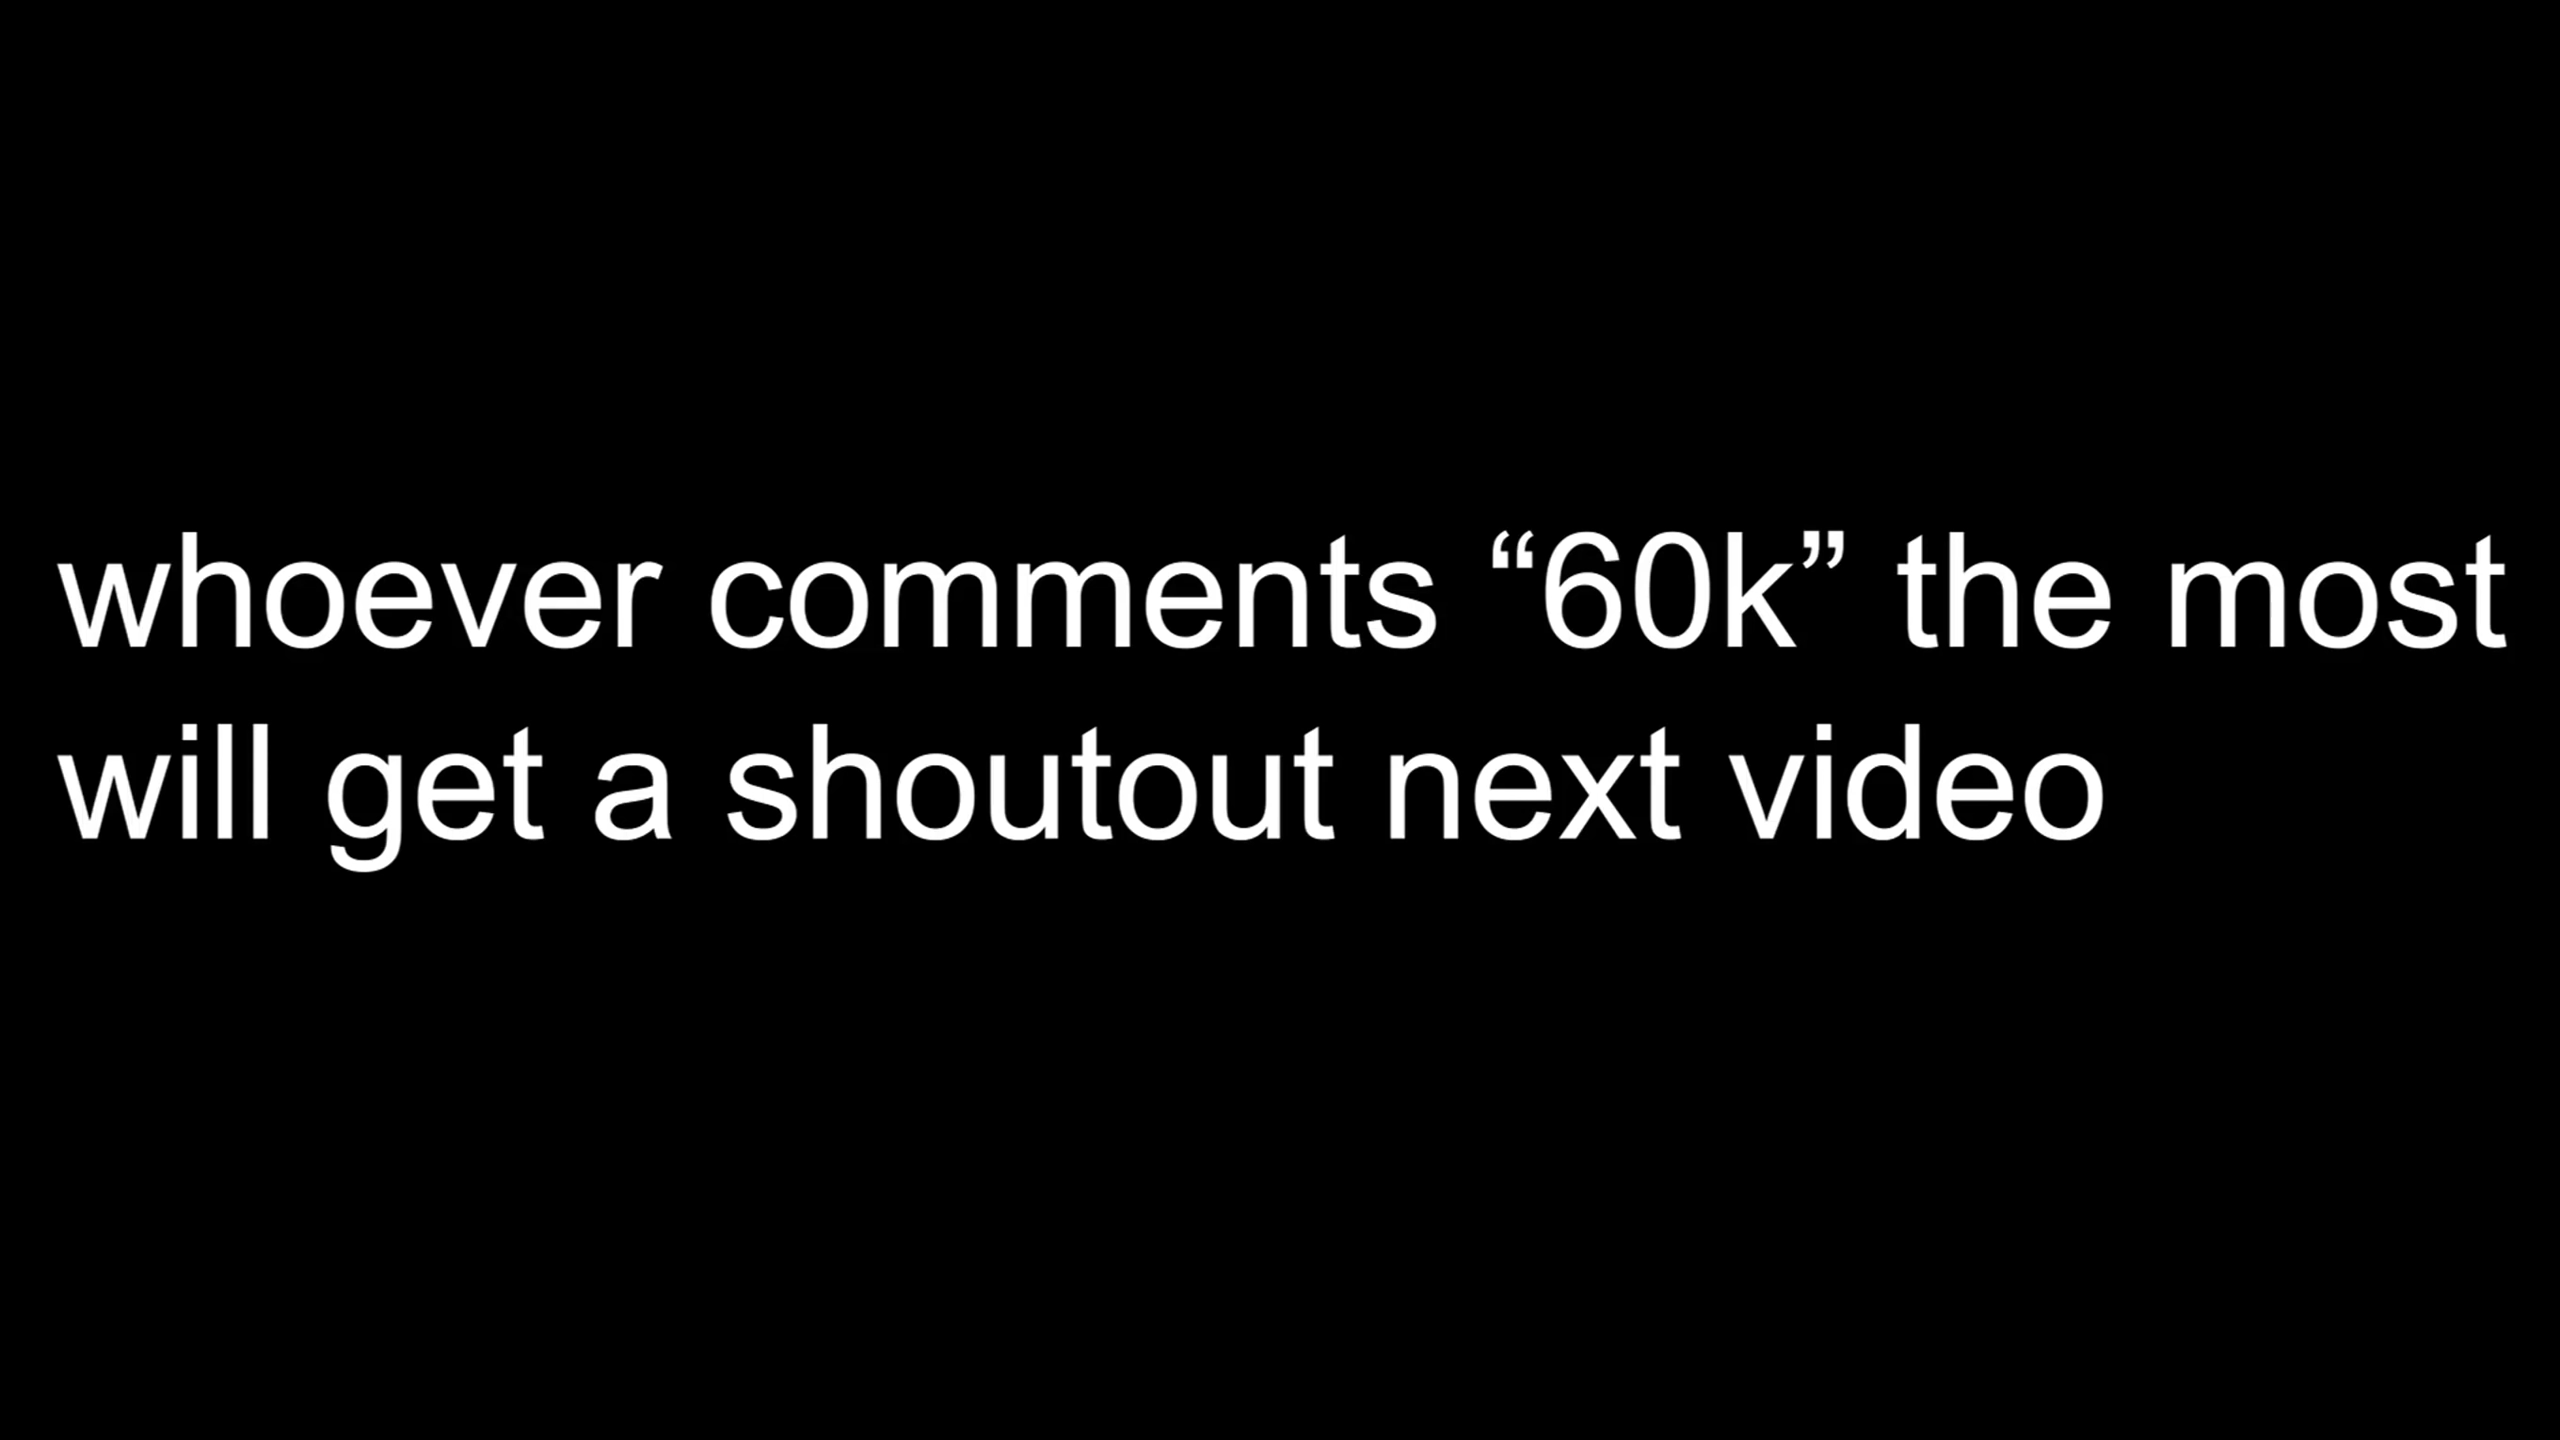 whoever comments “60k” the most
will get a shoutout next video